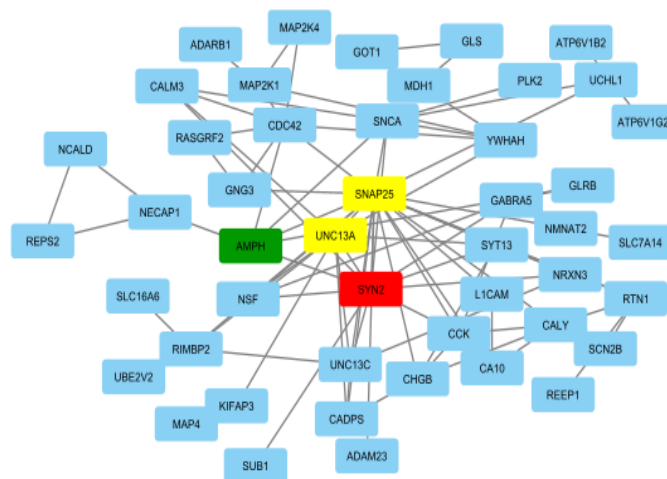 MAP2K4
ADARB1
GOT1
GLS
ATP6V1B2
CALM3
MAP2K1
MDH1
PLK2
UCHL1
RASGRF2
CDC42
SNCA
ATP6V1G2
NCALD
YWHAH
GNG3
SNAP25
GABRA5
GLRB
NECAP1
NMNAT2
REPS2
AMPH
UNC13A
SYT13
SLC7A14
SLC16A6
NSF
SYN2
L1CAM
NRXN3
RTN1
RIMBP2
CCK
CALY
UNC13C
SCN2B
UBE2V2
CHGB
CA10
REEP1
MAP4
KIFAP3
CADPS
SUB1
ADAM23